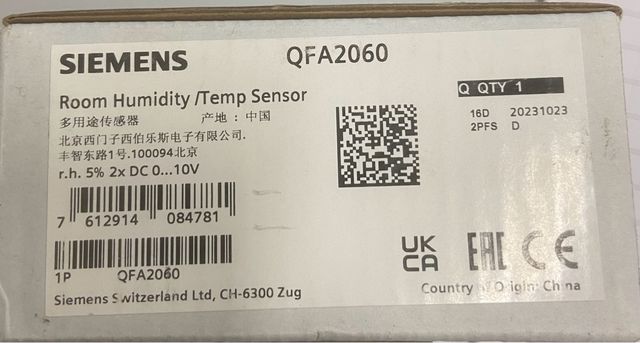 SIEMENS
QFA2060
Room Humidity /Temp Sensor
多用途传感器 产地：中国
北京西门子西伯乐斯电子有限公司.
丰智东路1号.100094北京
r.h. 5% 2x DC 0...10V
7 612914 084781
1P QFA2060
Siemens Switzerland Ltd, CH-6300 Zug
Q QTY 1
16D 20231023
2PFS D
UK
CA
EAC CE
Country of Origin: China